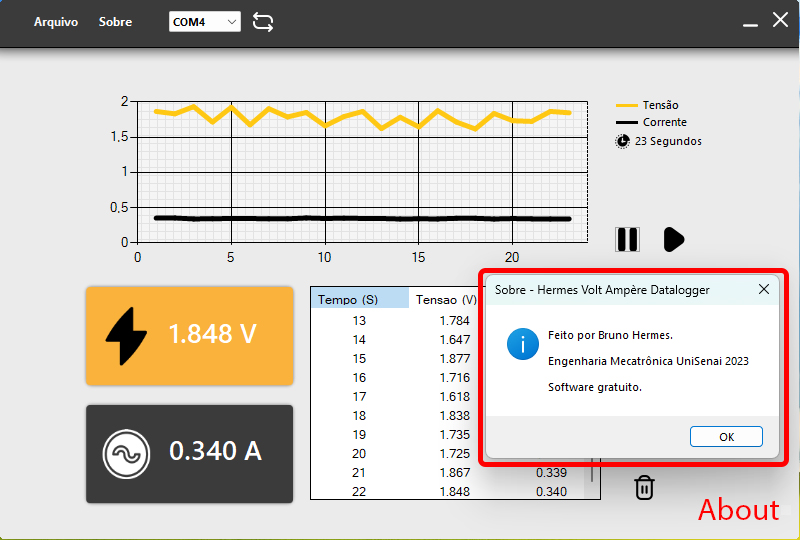 Arquivo Sobre COM4
2
1,5
1
0,5
0
0 5 10 15 20
Tensão
Corrente
23 Segundos
1.848 V
0.340 A
Tempo (S) Tensao (V)
13 1.784
14 1.647
15 1.877
16 1.716
17 1.618
18 1.838
19 1.735
20 1.725
21 1.867 0.339
22 1.848 0.340
Sobre - Hermes Volt Ampère Datalogger
Feito por Bruno Hermes.
Engenharia Mecatrônica UniSenai 2023
Software gratuito.
OK
About